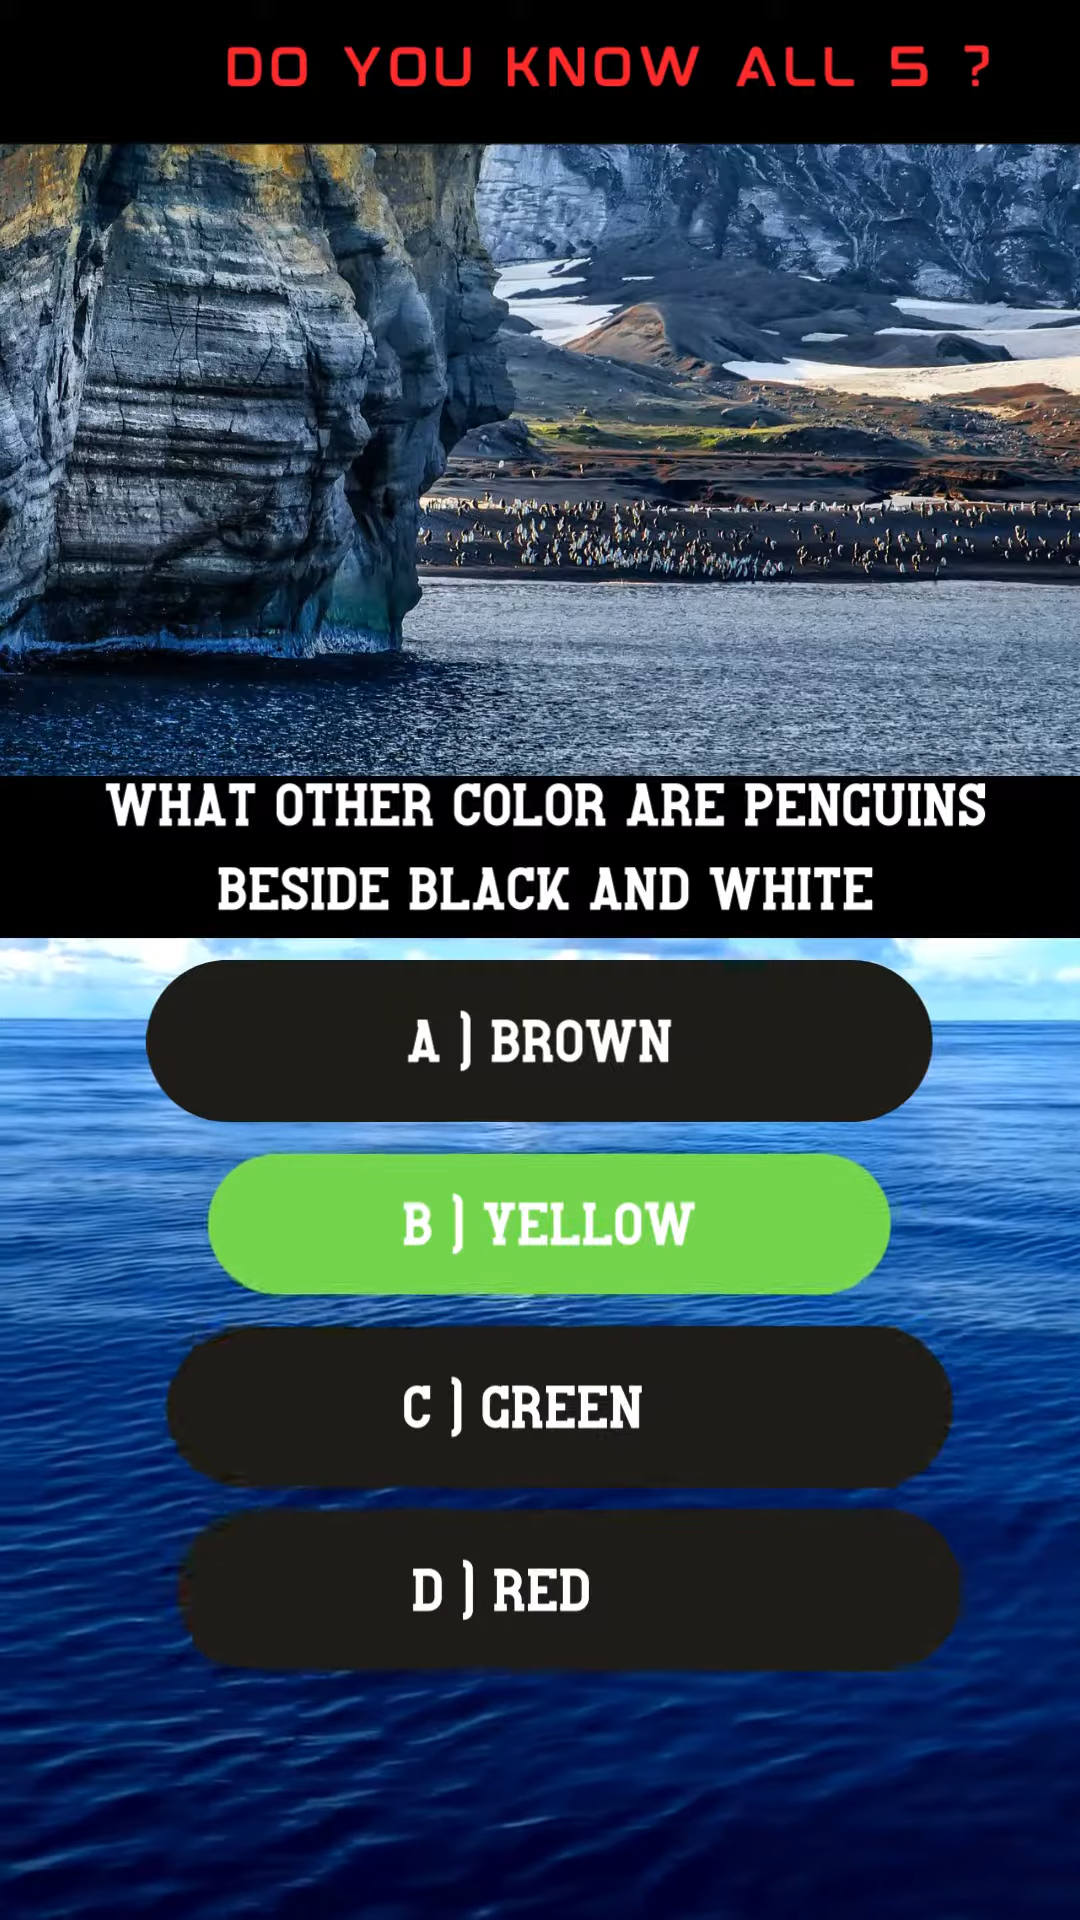 DO YOU KNOW ALL 5 ?
WHAT OTHER COLOR ARE PENGUINS
BESIDE BLACK AND WHITE
A ) BROWN
B ) YELLOW
C ) GREEN
D ) RED